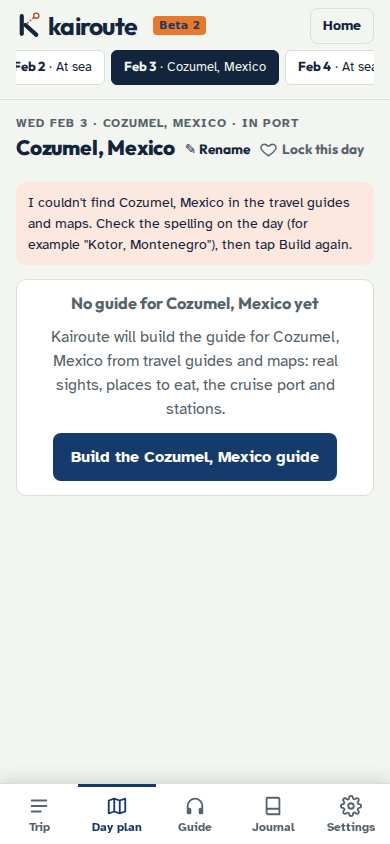 kairoute Beta 2 Home
Feb 2 · At sea Feb 3 · Cozumel, Mexico Feb 4 · At sea
WED FEB 3 · COZUMEL, MEXICO · IN PORT
Cozumel, Mexico ✎ Rename Lock this day
I couldn't find Cozumel, Mexico in the travel guides
and maps. Check the spelling on the day (for
example "Kotor, Montenegro"), then tap Build again.
No guide for Cozumel, Mexico yet
Kairoute will build the guide for Cozumel,
Mexico from travel guides and maps: real
sights, places to eat, the cruise port and
stations.
Build the Cozumel, Mexico guide
Trip Day plan Guide Journal Settings